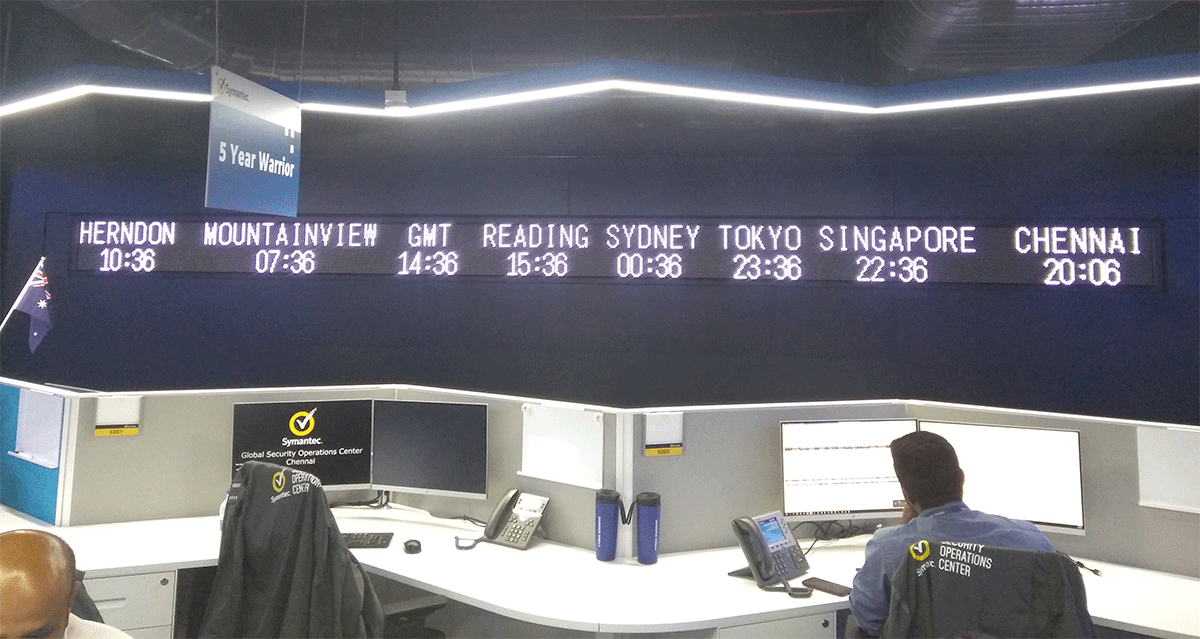 Symantec.
5 Year Warrior
HERNDON MOUNTAINVIEW GMT READING SYDNEY TOKYO SINGAPORE CHENNAI
10:36 07:36 14:36 15:36 00:36 23:36 22:36 20:06
Symantec.
Global Security Operations Center
Chennai
Symantec
OPERATIONS
CENTER
SECURITY
OPERATIONS
CENTER